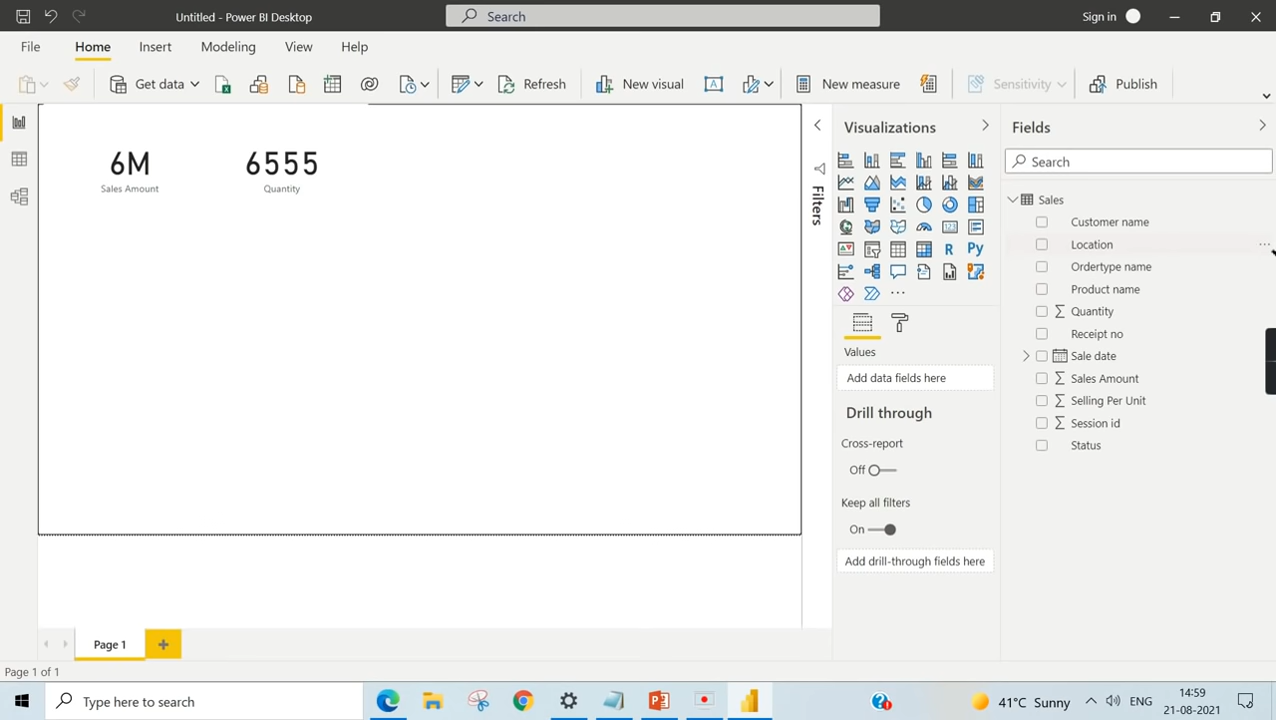 Untitled - Power BI Desktop
Search
Sign in
File
Home
Insert
Modeling
View
Help
Get data
Refresh
New visual
New measure
Sensitivity
Publish
6M
Sales Amount
6555
Quantity
Filters
Visualizations
R
Py
123
Values
Add data fields here
Drill through
Cross-report
Off
Keep all filters
On
Add drill-through fields here
Fields
Search
Sales
Customer name
Location
Ordertype name
Product name
Quantity
Receipt no
Sale date
Sales Amount
Selling Per Unit
Session id
Status
Page 1
Page 1 of 1
Type here to search
41°C Sunny
ENG
14:59
21-08-2021